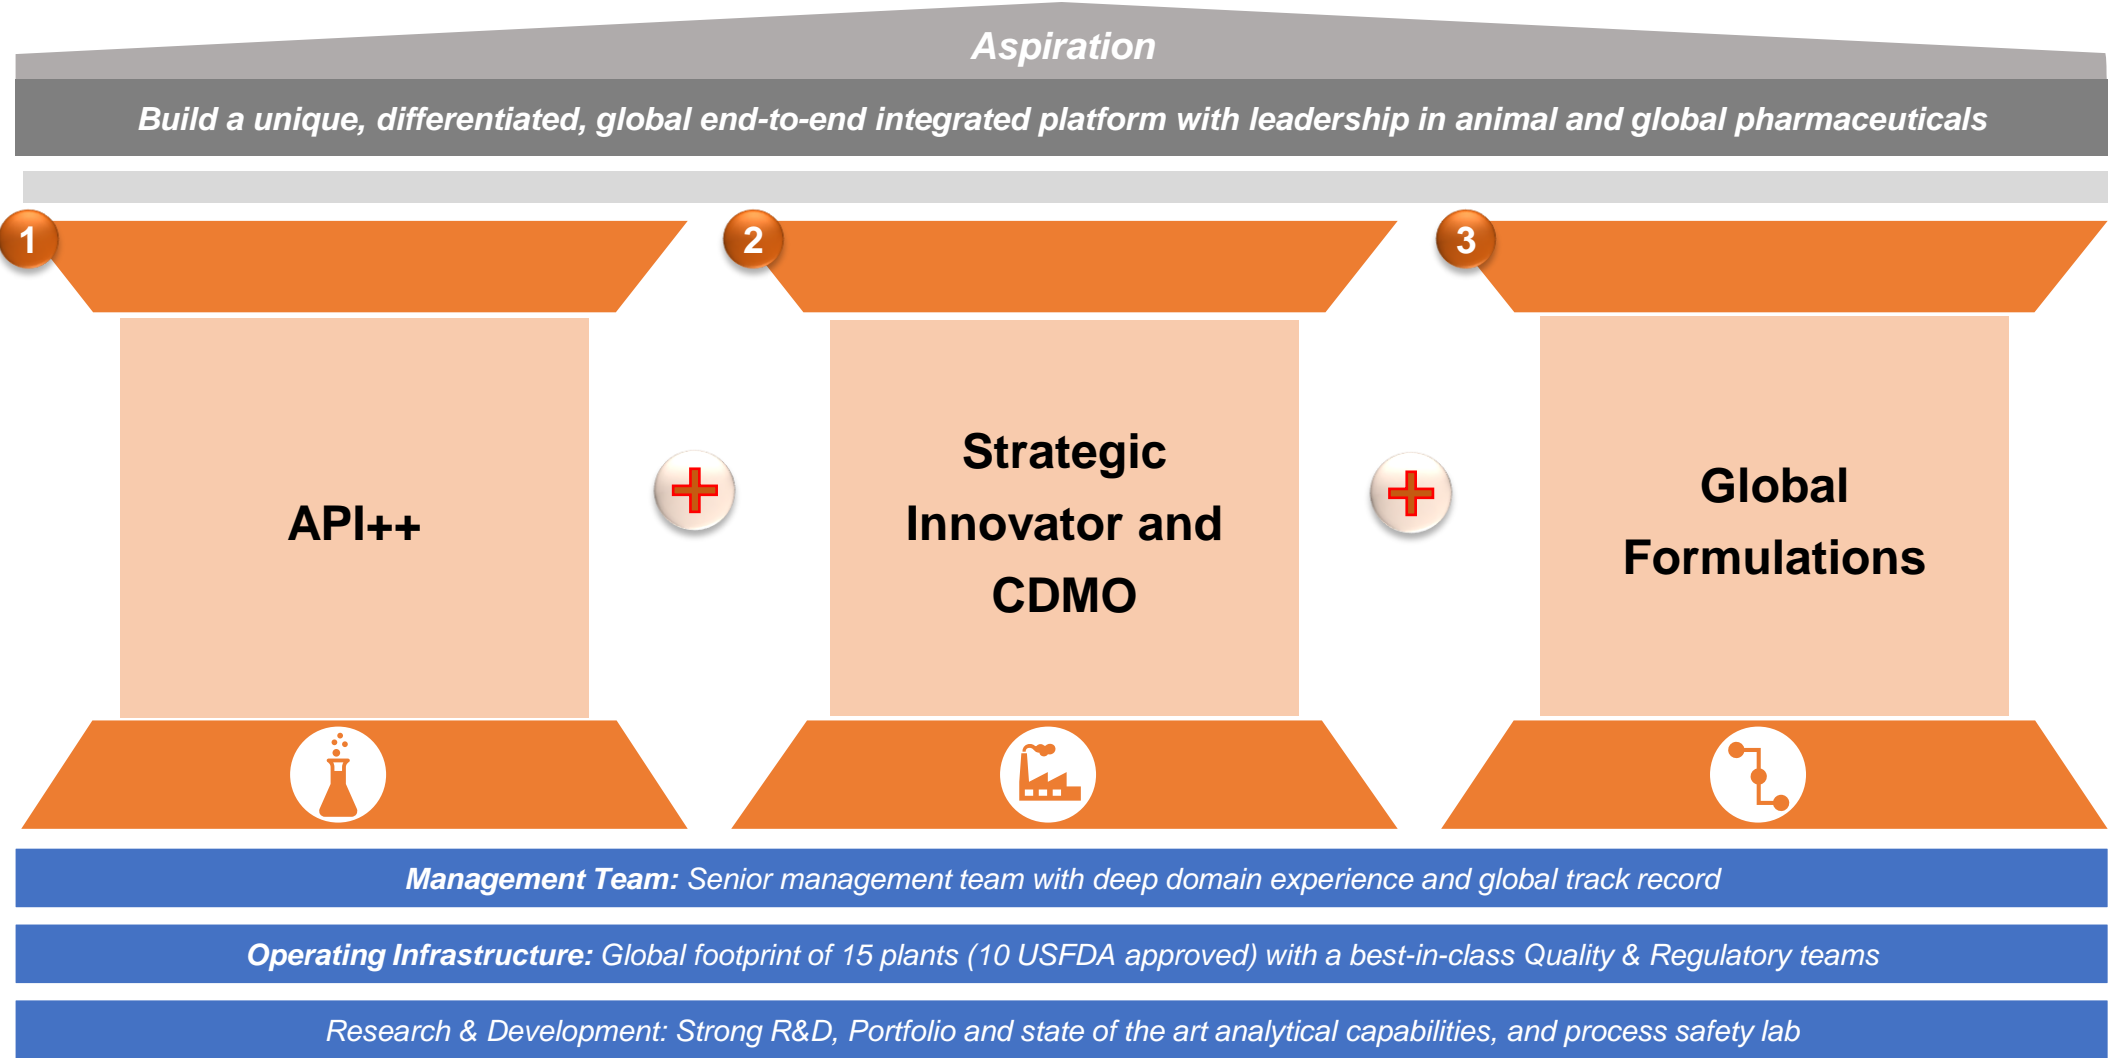 Aspiration
Build a unique, differentiated, global end-to-end integrated platform with leadership in animal and global pharmaceuticals
1
2
3
API++
Strategic
Innovator and
CDMO
Global
Formulations
Management Team: Senior management team with deep domain experience and global track record
Operating Infrastructure: Global footprint of 15 plants (10 USFDA approved) with a best-in-class Quality & Regulatory teams
Research & Development: Strong R&D, Portfolio and state of the art analytical capabilities, and process safety lab